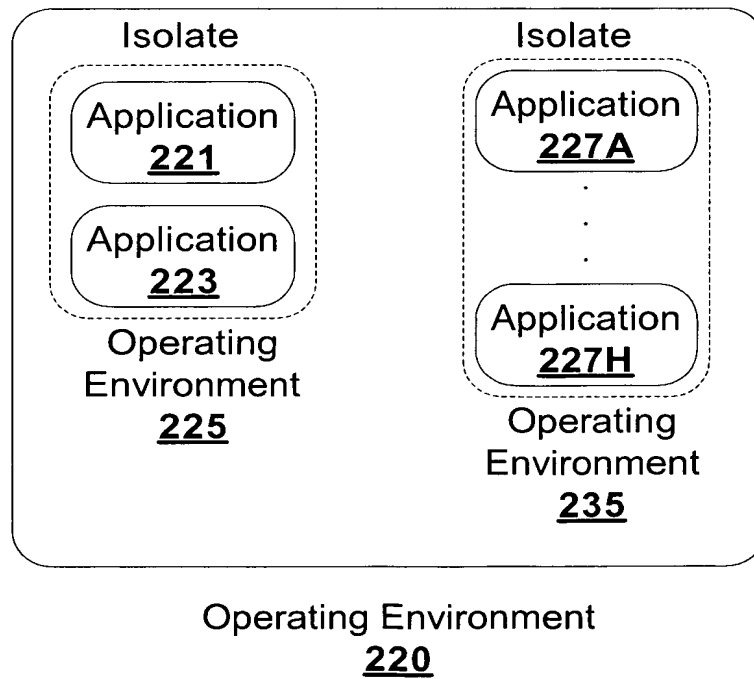 Isolate
Application
221
Application
223
Operating
Environment
225
Isolate
Application
227A
.
.
.
Application
227H
Operating
Environment
235
Operating Environment
220